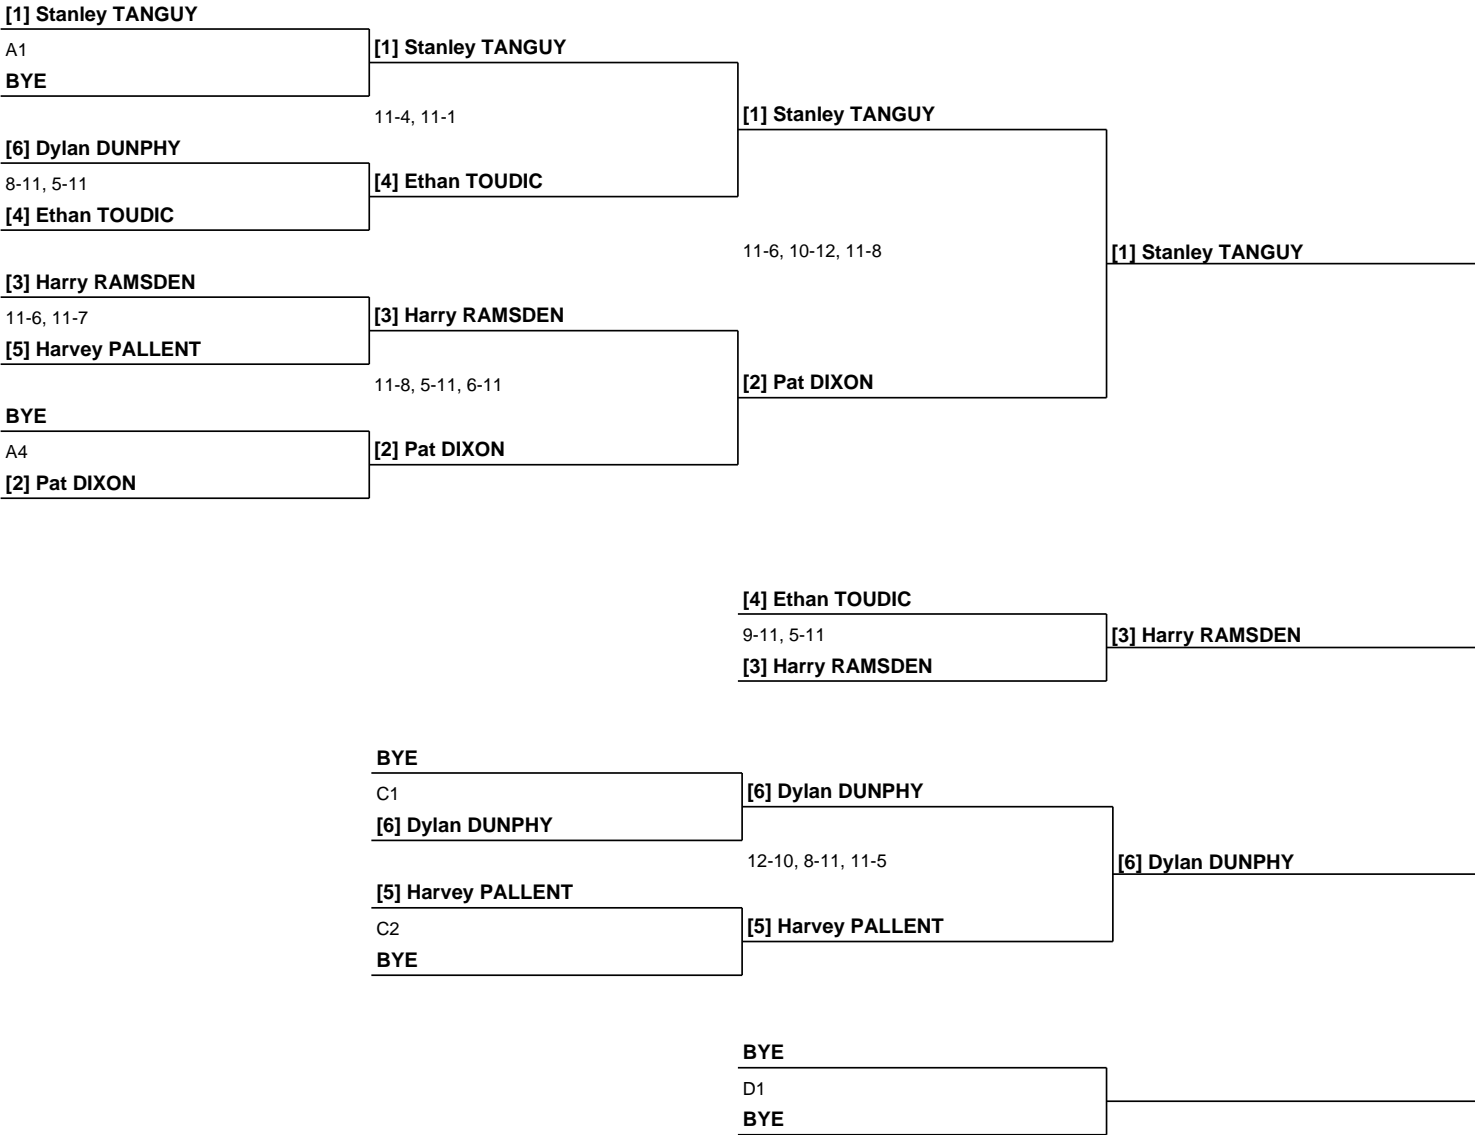 [1] Stanley TANGUY
A1
[1] Stanley TANGUY
BYE
11-4, 11-1
[1] Stanley TANGUY
[6] Dylan DUNPHY
8-11, 5-11
[4] Ethan TOUDIC
[4] Ethan TOUDIC
11-6, 10-12, 11-8
[1] Stanley TANGUY
[3] Harry RAMSDEN
11-6, 11-7
[3] Harry RAMSDEN
[5] Harvey PALLENT
11-8, 5-11, 6-11
[2] Pat DIXON
BYE
A4
[2] Pat DIXON
[2] Pat DIXON
[4] Ethan TOUDIC
9-11, 5-11
[3] Harry RAMSDEN
[3] Harry RAMSDEN
BYE
C1
[6] Dylan DUNPHY
[6] Dylan DUNPHY
12-10, 8-11, 11-5
[6] Dylan DUNPHY
[5] Harvey PALLENT
C2
[5] Harvey PALLENT
BYE
BYE
D1
BYE